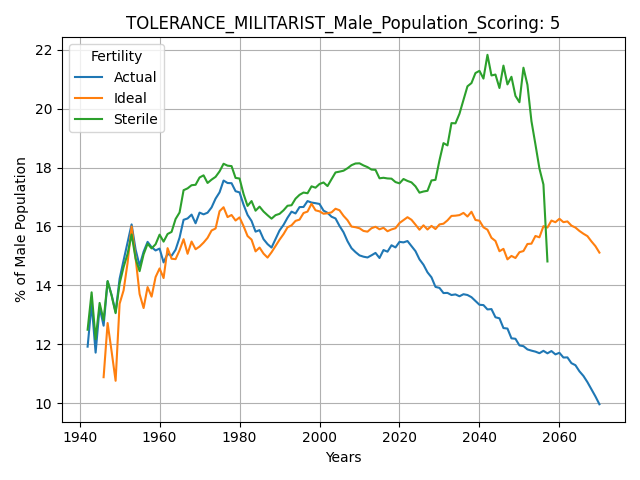 TOLERANCE_MILITARIST_Male_Population_Scoring: 5
Fertility
Actual
Ideal
Sterile
% of Male Population
22
20
18
16
14
12
10
1940
1960
1980
2000
2020
2040
2060
Years